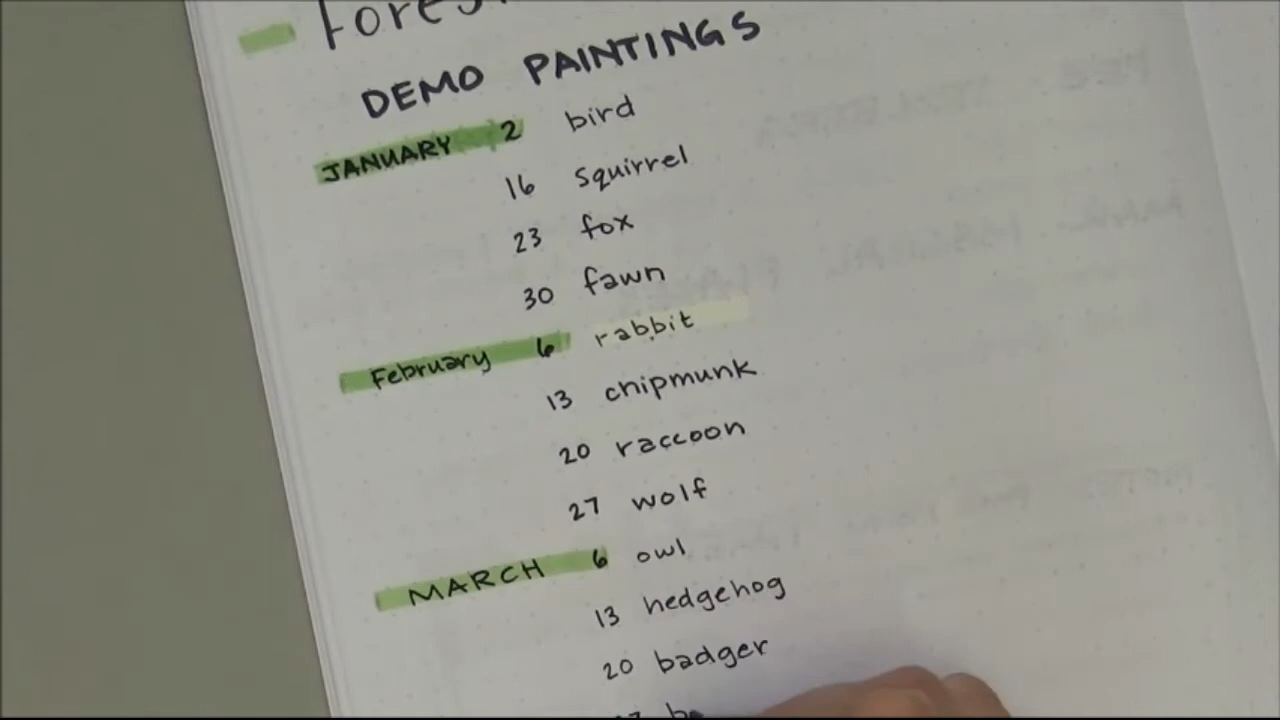 DEMO PAINTINGS
JANUARY 2 bird
16 squirrel
23 fox
30 fawn
February 6 rabbit
13 chipmunk
20 raccoon
27 wolf
MARCH 6 owl
13 hedgehog
20 badger